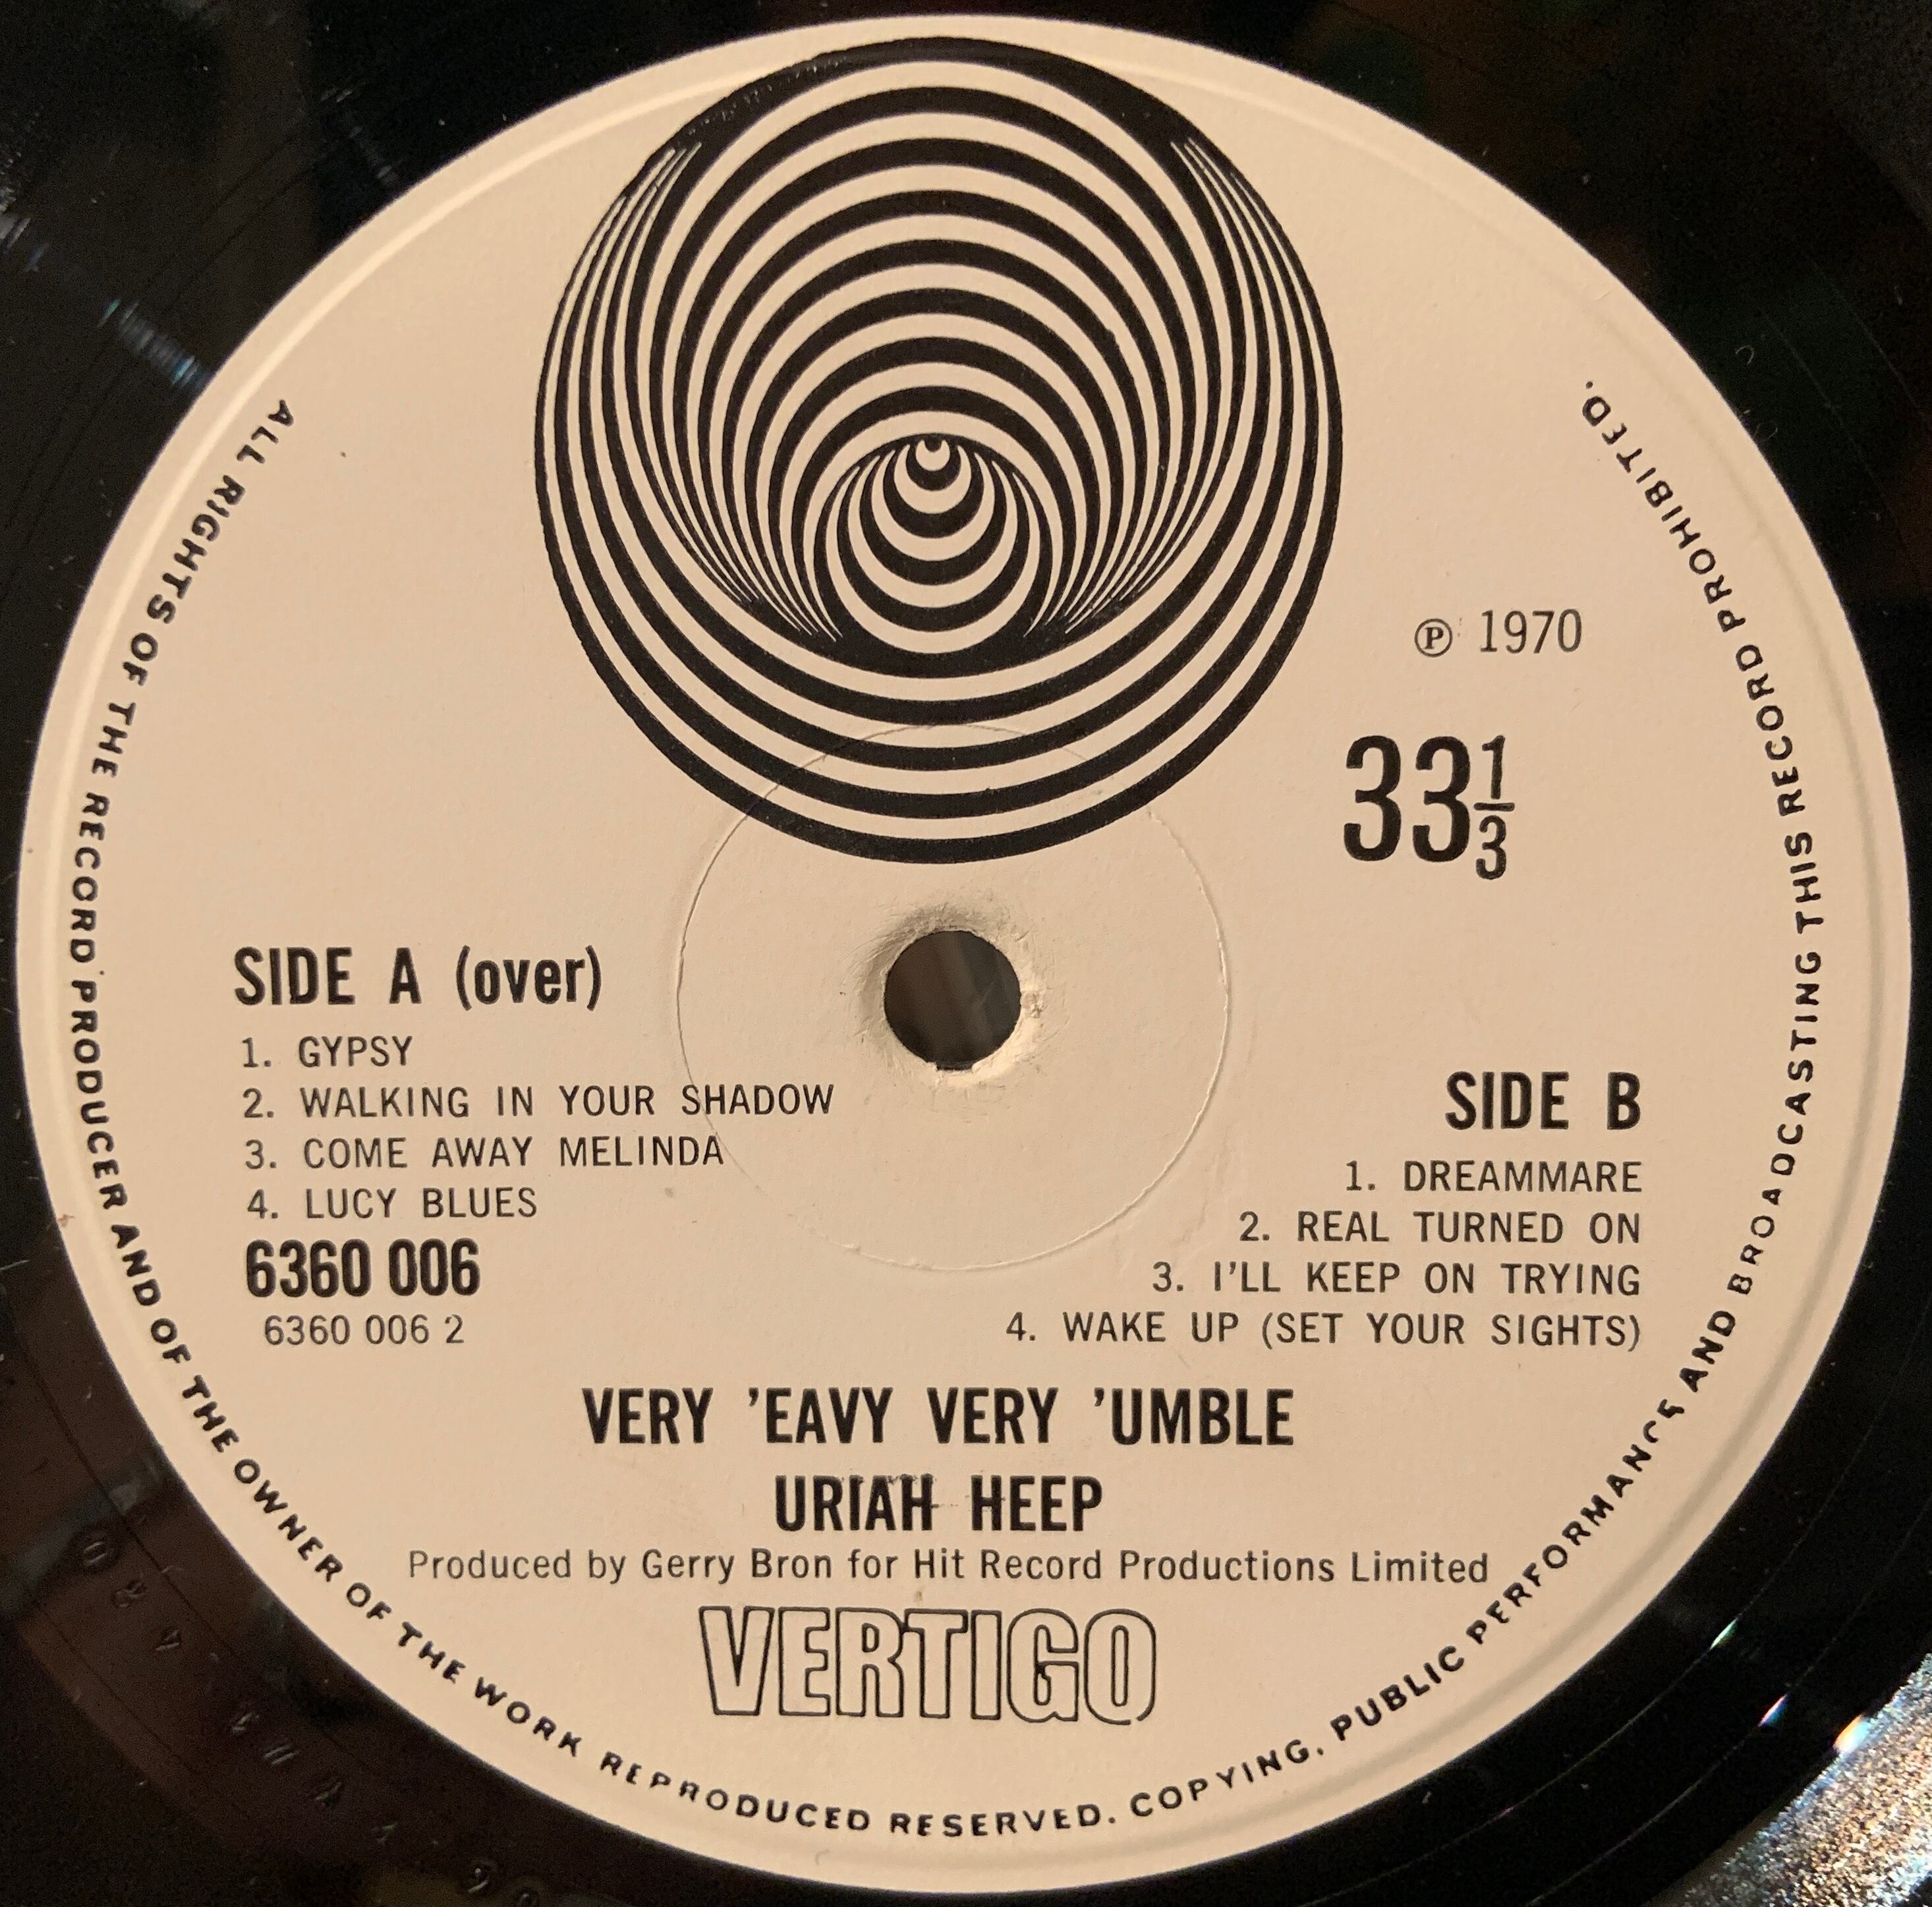 ℗ 1970
33 1/3
SIDE A (over)
1. GYPSY
2. WALKING IN YOUR SHADOW
3. COME AWAY MELINDA
4. LUCY BLUES
6360 006
6360 006 2
SIDE B
1. DREAMMARE
2. REAL TURNED ON
3. I'LL KEEP ON TRYING
4. WAKE UP (SET YOUR SIGHTS)
VERY 'EAVY VERY 'UMBLE
URIAH HEEP
Produced by Gerry Bron for Hit Record Productions Limited
VERTIGO
ALL RIGHTS OF THE RECORD PRODUCER AND OF THE OWNER OF THE WORK REPRODUCED RESERVED. COPYING, PUBLIC PERFORMANCE AND BROADCASTING THIS RECORD PROHIBITED.